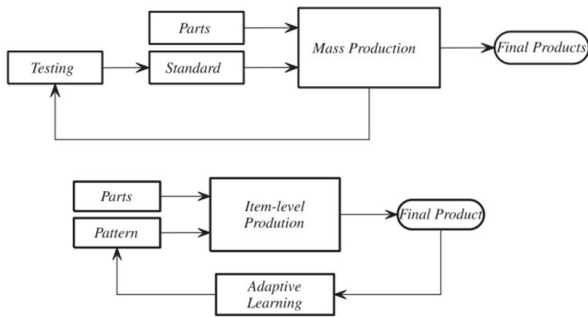 Parts
Mass Production
Final Products
Testing
Standard
Parts
Item-level
Prodution
Final Product
Pattern
Adaptive
Learning